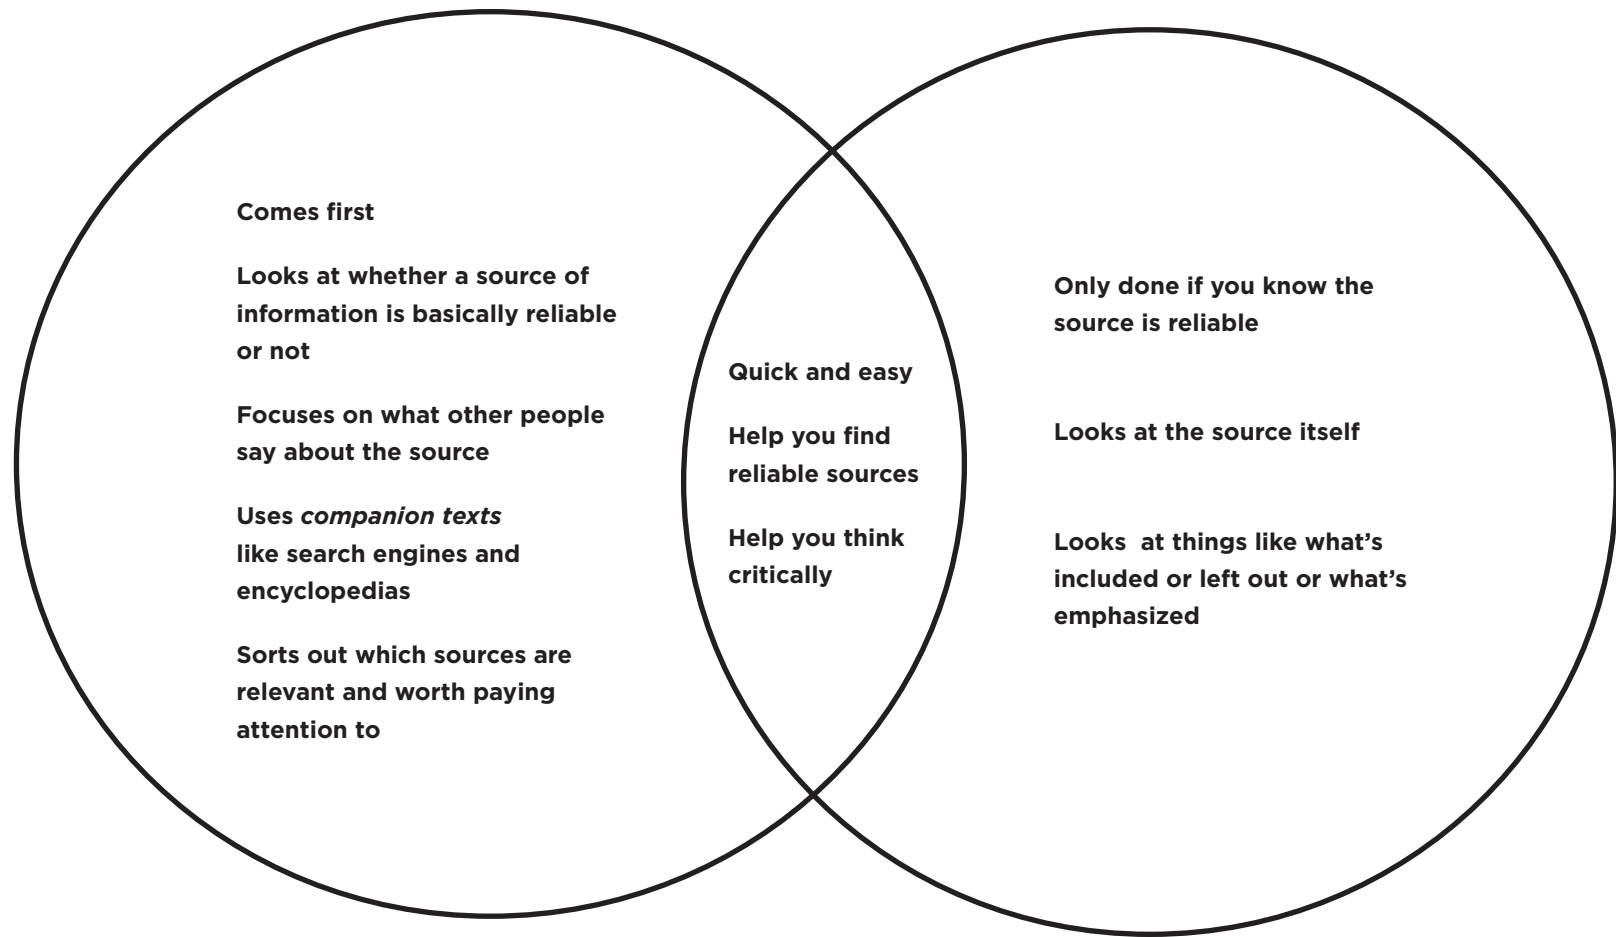 Comes first
Looks at whether a source of
information is basically reliable
or not
Focuses on what other people
say about the source
Uses companion texts
like search engines and
encyclopedias
Sorts out which sources are
relevant and worth paying
attention to
Quick and easy
Help you find
reliable sources
Help you think
critically
Only done if you know the
source is reliable
Looks at the source itself
Looks  at things like what’s
included or left out or what’s
emphasized